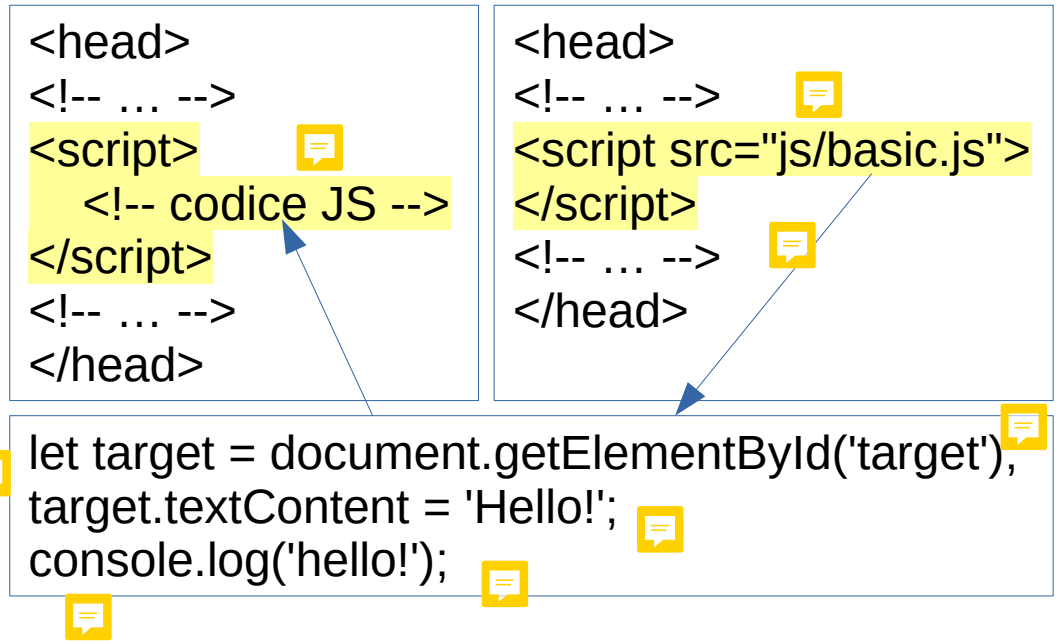 <head>
<!-- … -->
<script>
<!-- codice JS -->
</script>
<!-- … -->
</head>
<head>
<!-- … -->
<script src="js/basic.js">
</script>
<!-- … -->
</head>
let target = document.getElementById('target');
target.textContent = 'Hello!';
console.log('hello!');